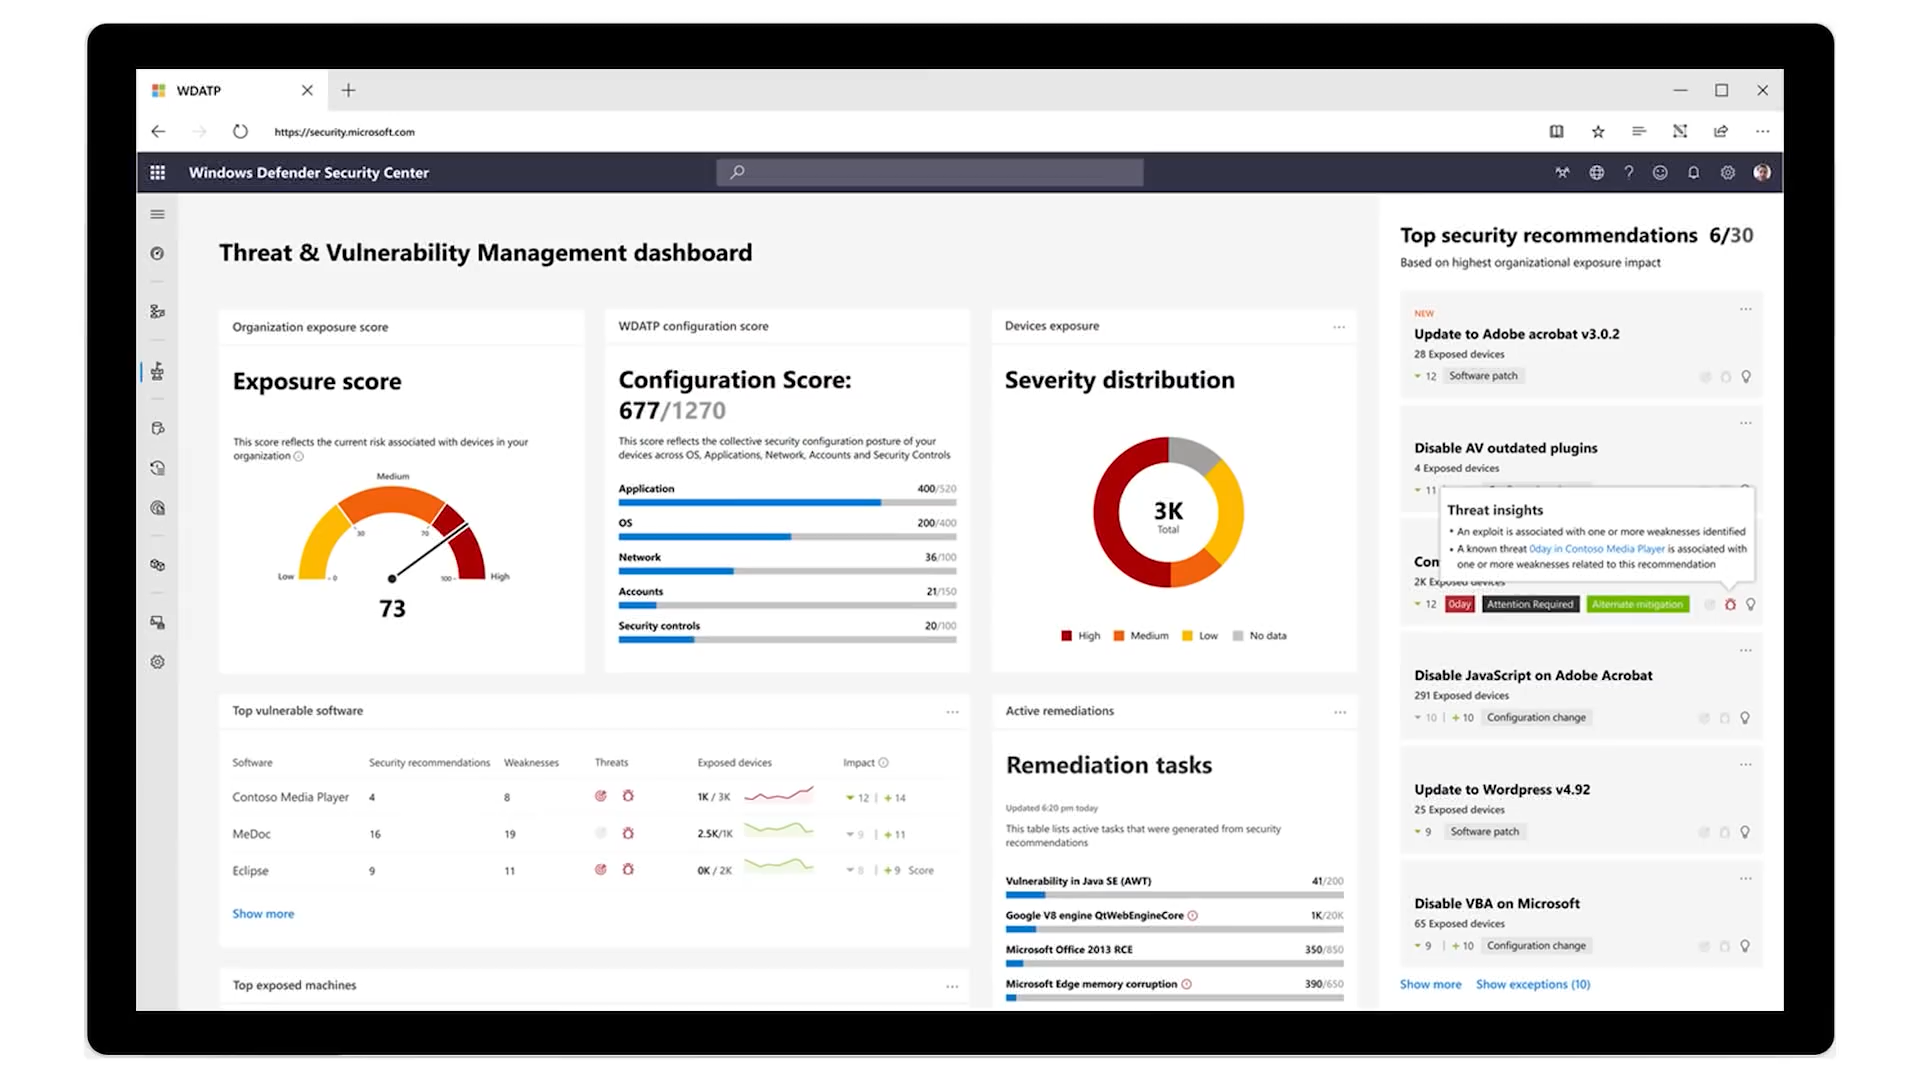 WDATP
https://security.microsoft.com
Windows Defender Security Center
Threat & Vulnerability Management dashboard
Organization exposure score
Exposure score
This score reflects the current risk associated with devices in your
organization
Medium
30
70
Low
0
100
High
73
WDATP configuration score
Configuration Score:
677/1270
This score reflects the collective security configuration posture of your
devices across OS, Applications, Network, Accounts and Security Controls
Application 400/520
OS 200/400
Network 36/100
Accounts 21/150
Security controls 20/100
Devices exposure
Severity distribution
3K
Total
High Medium Low No data
Top vulnerable software
Software Security recommendations Weaknesses Threats Exposed devices Impact
Contoso Media Player 4 8 1K / 3K 12 | + 14
MeDoc 16 19 2.5K/1K 9 | + 11
Eclipse 9 11 0K / 2K 8 | + 9 Score
Show more
Top exposed machines
Active remediations
Remediation tasks
Updated 6:20 pm today
This table lists active tasks that were generated from security
recommendations
Vulnerability in Java SE (AWT) 41/200
Google V8 engine QtWebEngineCore 1K/20K
Microsoft Office 2013 RCE 350/850
Microsoft Edge memory corruption 390/650
Top security recommendations 6/30
Based on highest organizational exposure impact
NEW
Update to Adobe acrobat v3.0.2
28 Exposed devices
12 Software patch
Disable AV outdated plugins
4 Exposed devices
11
Threat insights
• An exploit is associated with one or more weaknesses identified
• A known threat 0day in Contoso Media Player is associated with
one or more weaknesses related to this recommendation
Con
2K Exposed devices
12 0day Attention Required Alternate mitigation
Disable JavaScript on Adobe Acrobat
291 Exposed devices
10 | + 10 Configuration change
Update to Wordpress v4.92
25 Exposed devices
9 Software patch
Disable VBA on Microsoft
65 Exposed devices
9 | + 10 Configuration change
Show more Show exceptions (10)